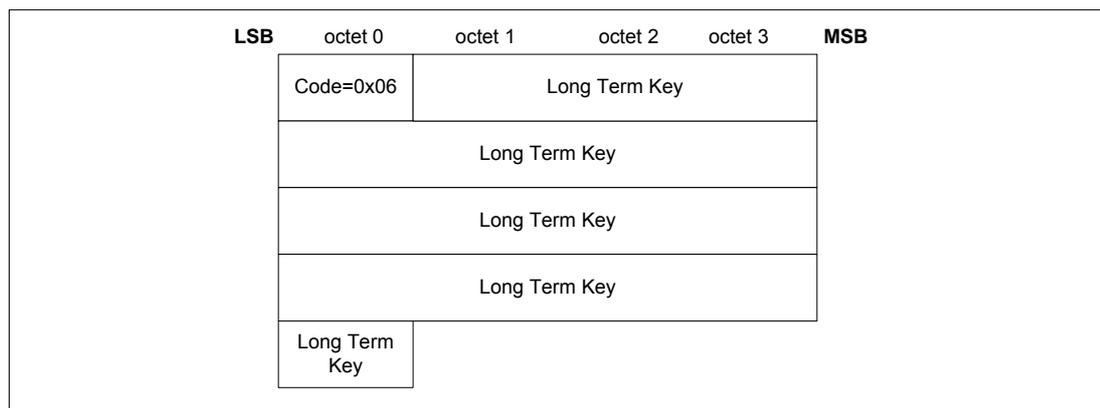 LSB octet 0 octet 1 octet 2 octet 3 MSB
Code=0x06 Long Term Key
Long Term Key
Long Term Key
Long Term Key
Long Term
Key